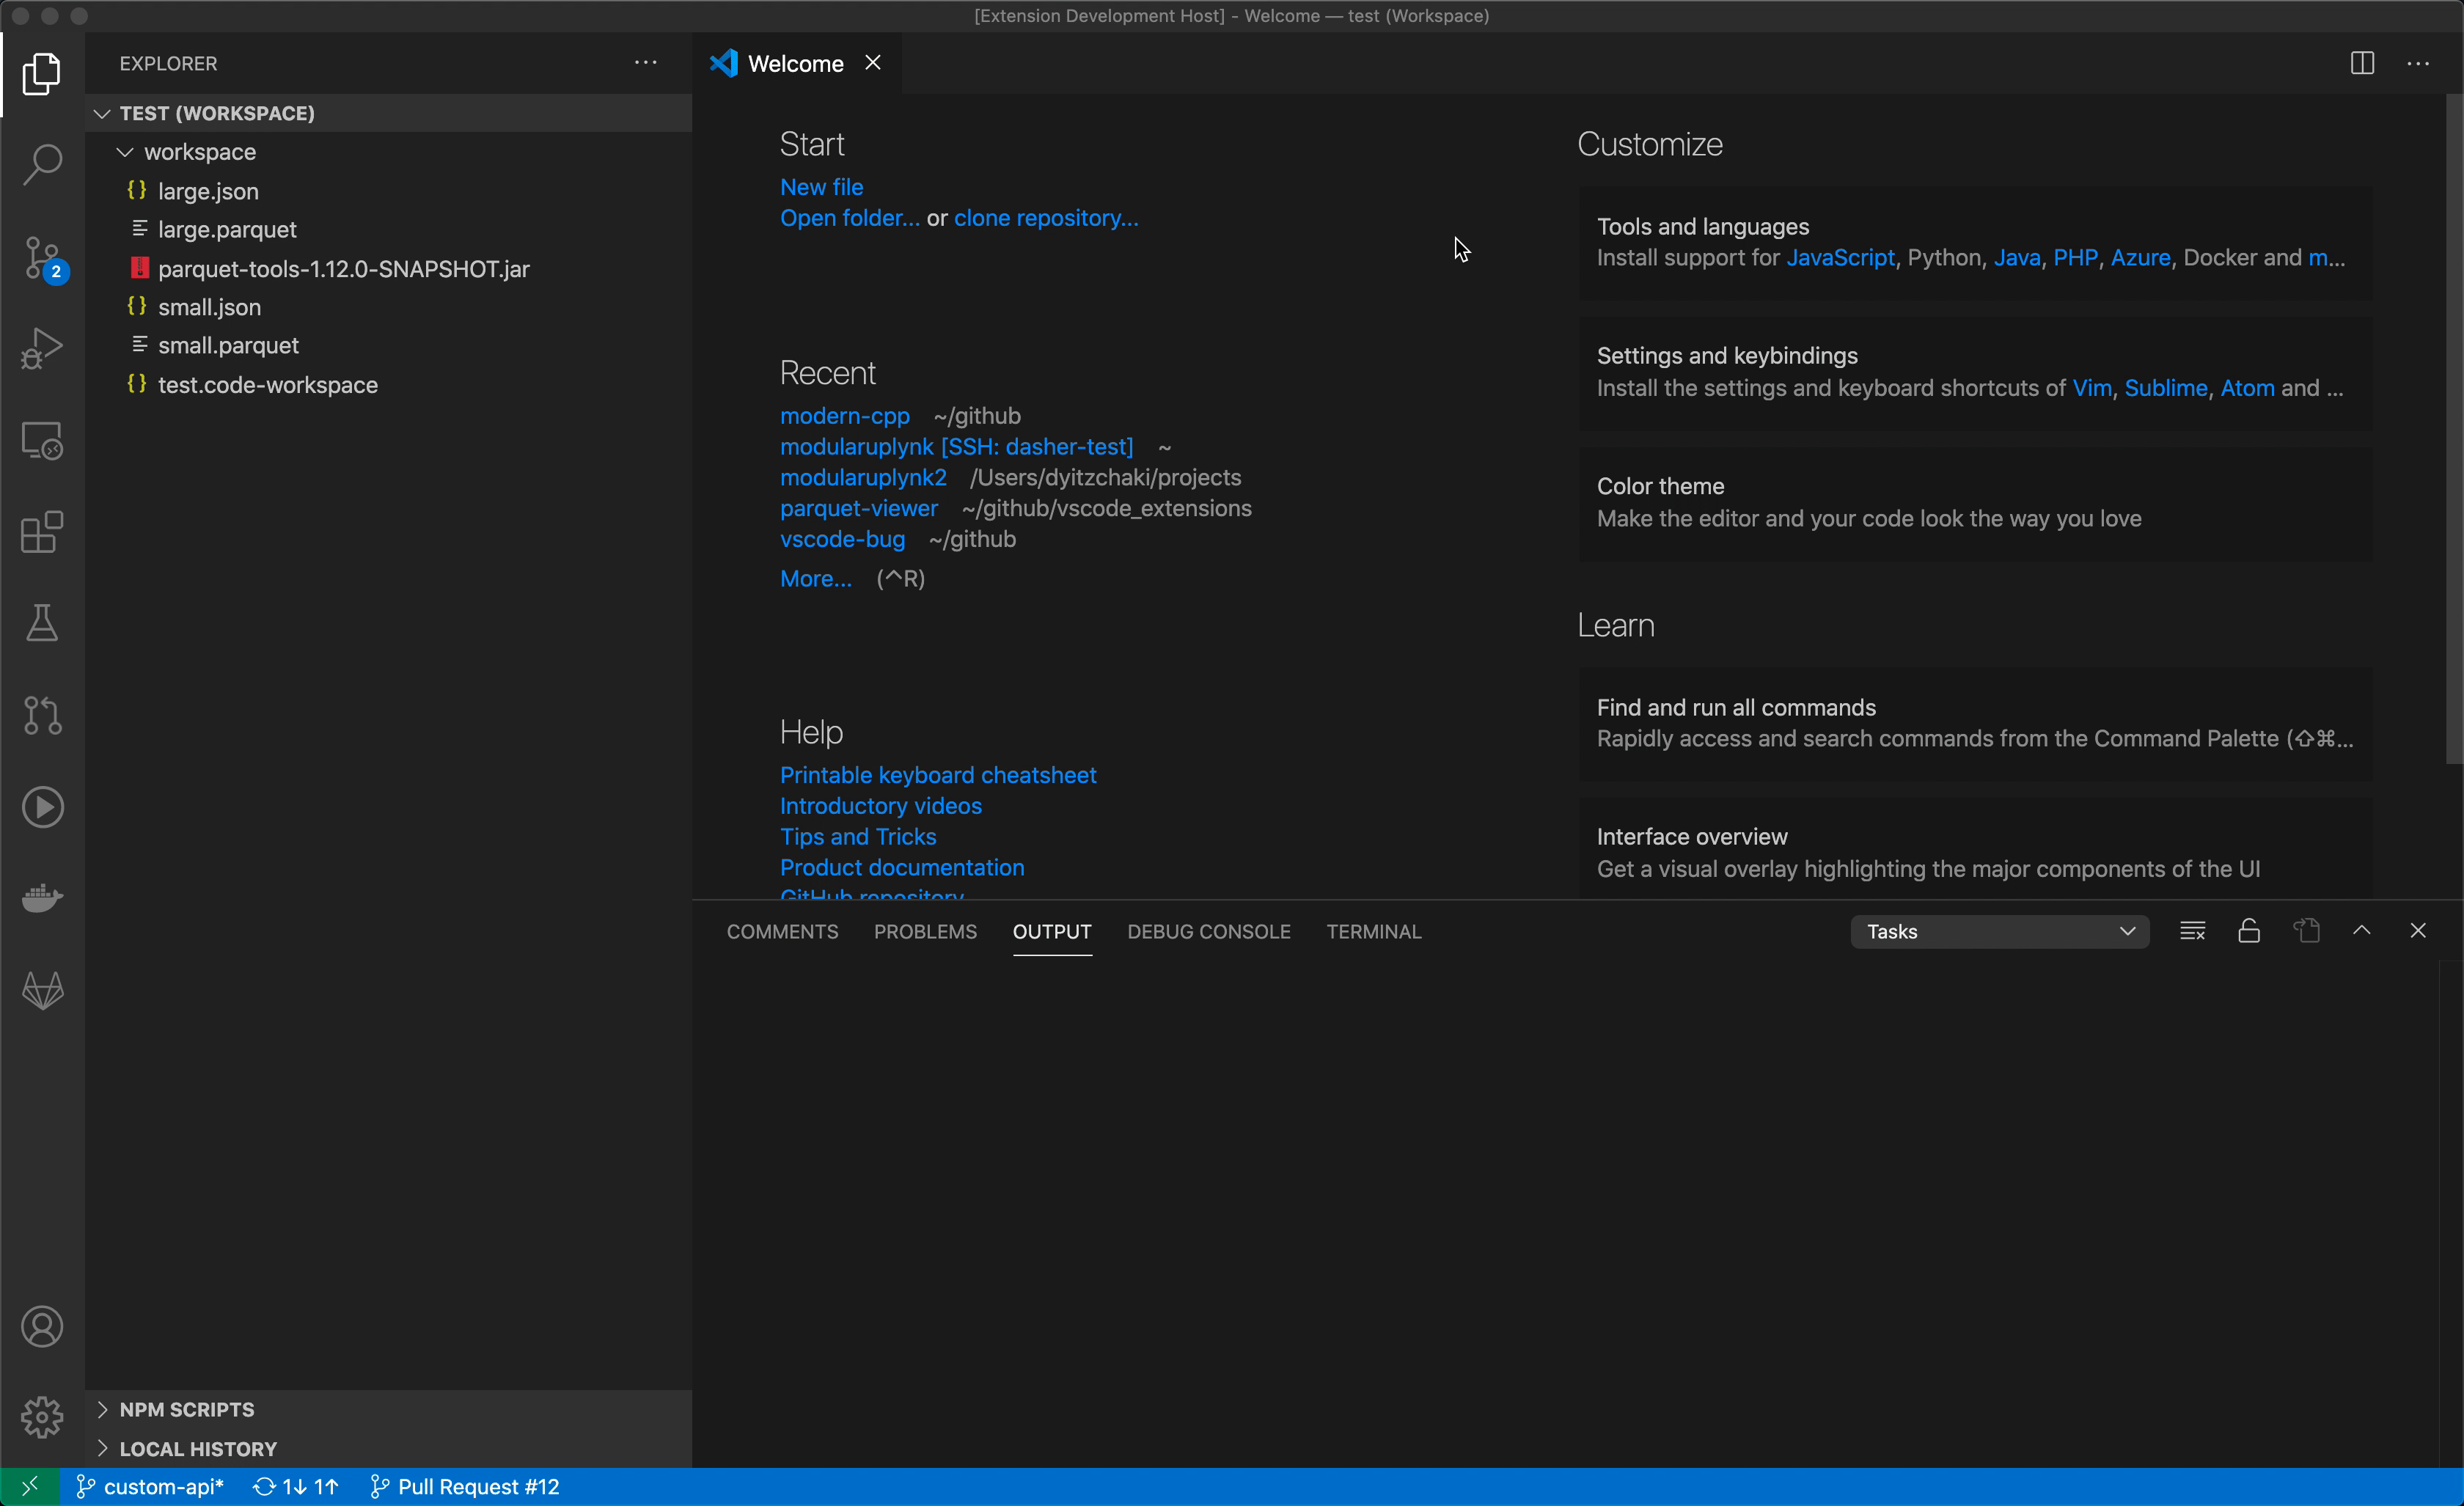 [Extension Development Host] - Welcome — test (Workspace)
EXPLORER
TEST (WORKSPACE)
workspace
large.json
large.parquet
parquet-tools-1.12.0-SNAPSHOT.jar
small.json
small.parquet
test.code-workspace
2
NPM SCRIPTS
LOCAL HISTORY
Welcome
Start
New file
Open folder... or clone repository...
Recent
modern-cpp ~/github
modularuplynk [SSH: dasher-test] ~
modularuplynk2 /Users/dyitzchaki/projects
parquet-viewer ~/github/vscode_extensions
vscode-bug ~/github
More... (^R)
Help
Printable keyboard cheatsheet
Introductory videos
Tips and Tricks
Product documentation
GitHub repository
Customize
Tools and languages
Install support for JavaScript, Python, Java, PHP, Azure, Docker and m...
Settings and keybindings
Install the settings and keyboard shortcuts of Vim, Sublime, Atom and ...
Color theme
Make the editor and your code look the way you love
Learn
Find and run all commands
Rapidly access and search commands from the Command Palette (⇧⌘...
Interface overview
Get a visual overlay highlighting the major components of the UI
COMMENTS PROBLEMS OUTPUT DEBUG CONSOLE TERMINAL Tasks
custom-api* 1↓ 1↑ Pull Request #12